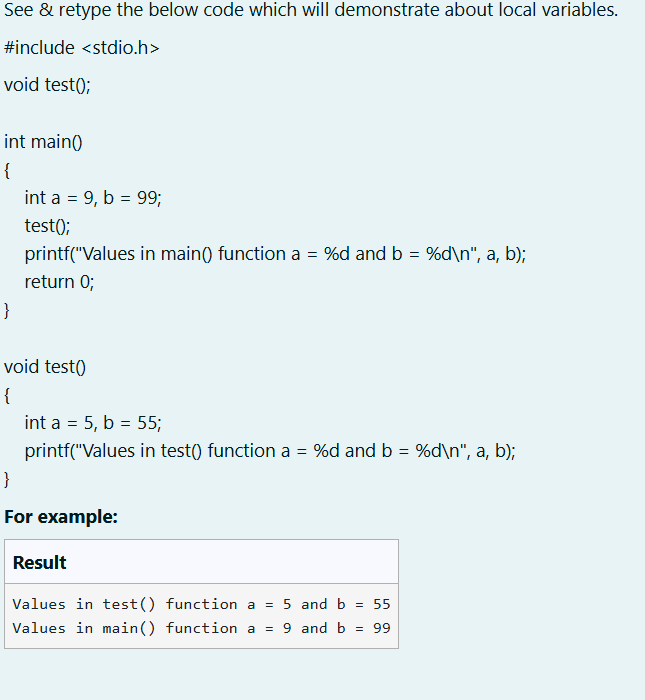 See & retype the below code which will demonstrate about local variables.
#include <stdio.h>
void test();
int main()
{
int a = 9, b = 99;
test();
printf("Values in main() function a = %d and b = %d\n", a, b);
return 0;
}
void test()
{
int a = 5, b = 55;
printf("Values in test() function a = %d and b = %d\n", a, b);
}
For example:
Result
Values in test() function a = 5 and b = 55
Values in main() function a = 9 and b = 99